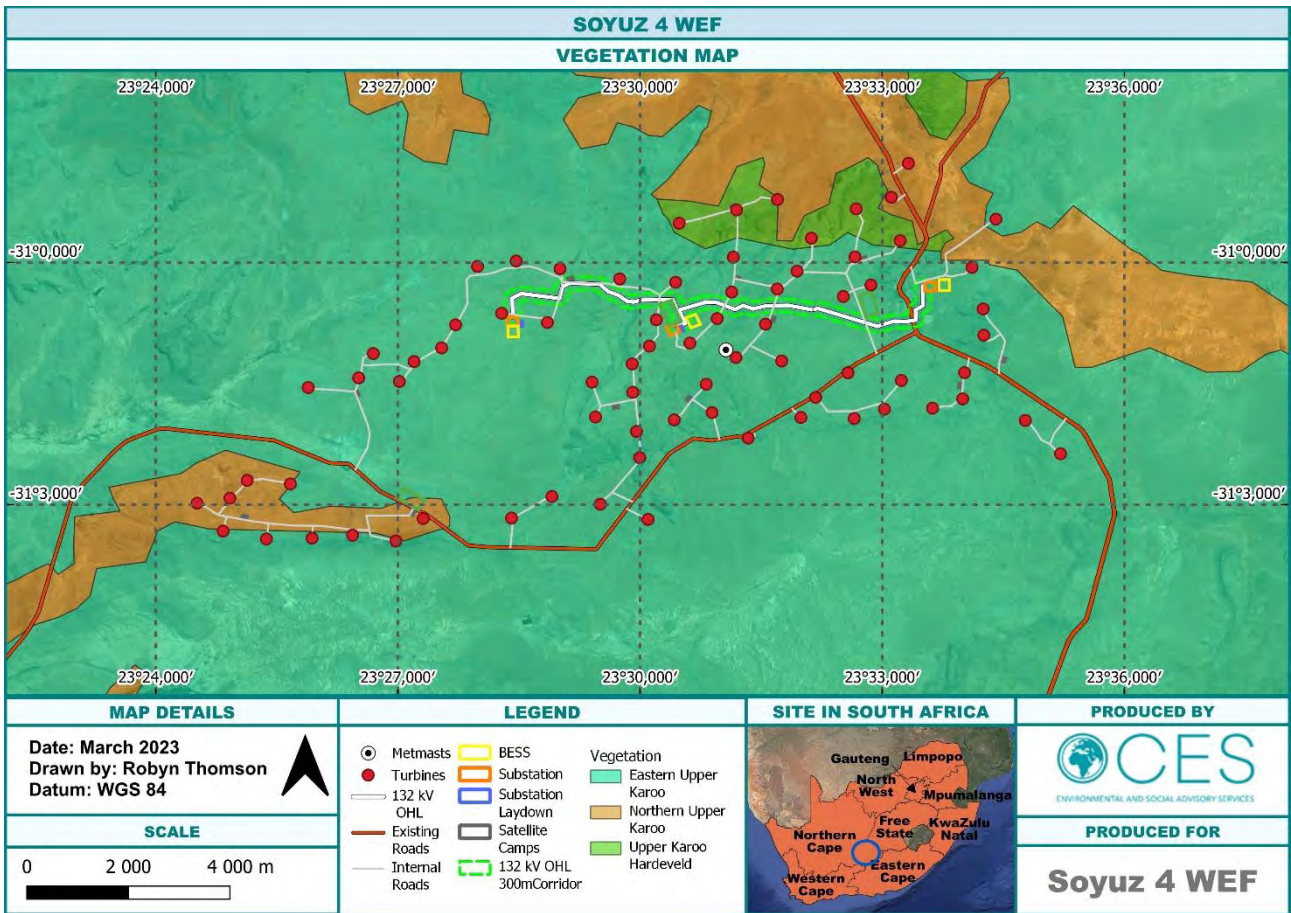 SOYUZ 4 WEF
VEGETATION MAP
23°24,000′ 23°27,000′ 23°30,000′ 23°33,000′ 23°36,000′
-31°0,000′ -31°0,000′
-31°3,000′ -31°3,000′
23°24,000′ 23°27,000′ 23°30,000′ 23°33,000′ 23°36,000′
MAP DETAILS
Date: March 2023
Drawn by: Robyn Thomson
Datum: WGS 84
SCALE
0 2 000 4 000 m
LEGEND
Metmasts
Turbines
132 kV
OHL
Existing
Roads
Internal
Roads
BESS
Substation
Substation
Laydown
Satellite
Camps
132 kV OHL
300mCorridor
Vegetation
Eastern Upper
Karoo
Northern Upper
Karoo
Upper Karoo
Hardeveld
SITE IN SOUTH AFRICA
Gauteng
Limpopo
North
West
Mpumalanga
Free
State
KwaZulu
Natal
Northern
Cape
Eastern
Cape
Western
Cape
PRODUCED BY
CES
ENVIRONMENTAL AND SOCIAL ADVISORY SERVICES
PRODUCED FOR
Soyuz 4 WEF